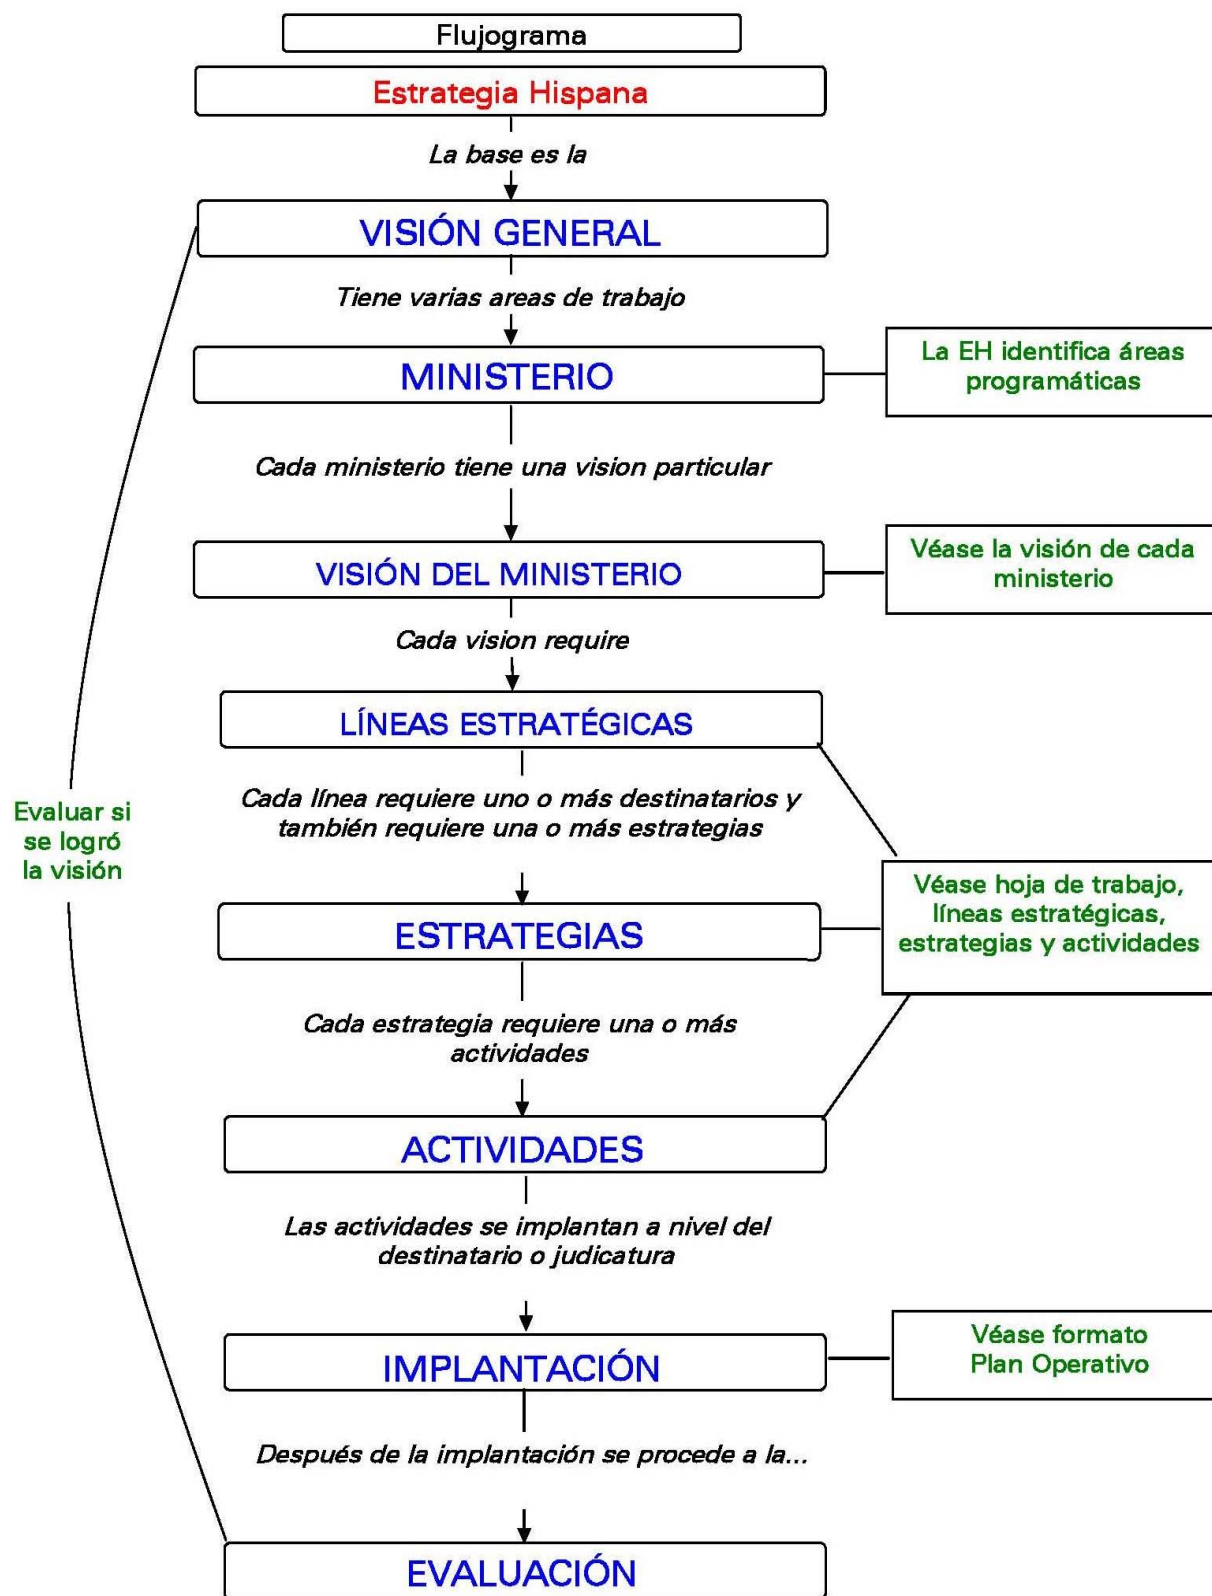 Flujograma
Estrategia Hispana
La base es la
VISIÓN GENERAL
Tiene varias areas de trabajo
MINISTERIO
La EH identifica áreas
programáticas
Cada ministerio tiene una vision particular
VISIÓN DEL MINISTERIO
Véase la visión de cada
ministerio
Cada vision require
LÍNEAS ESTRATÉGICAS
Cada línea requiere uno o más destinatarios y
también requiere una o más estrategias
Evaluar si
se logró
la visión
ESTRATEGIAS
Véase hoja de trabajo,
líneas estratégicas,
estrategias y actividades
Cada estrategia requiere una o más
actividades
ACTIVIDADES
Las actividades se implantan a nivel del
destinatario o judicatura
IMPLANTACIÓN
Véase formato
Plan Operativo
Después de la implantación se procede a la...
EVALUACIÓN